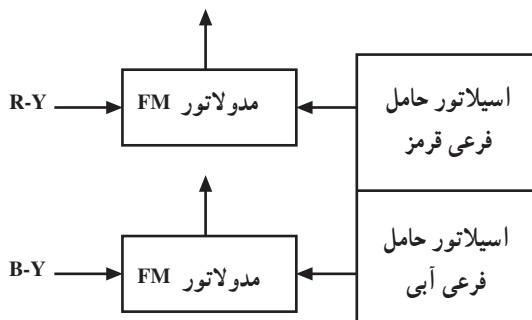 R-Y
مدولاتور FM
اسیلاتور حامل
فرعی قرمز
B-Y
مدولاتور FM
اسیلاتور حامل
فرعی آبی